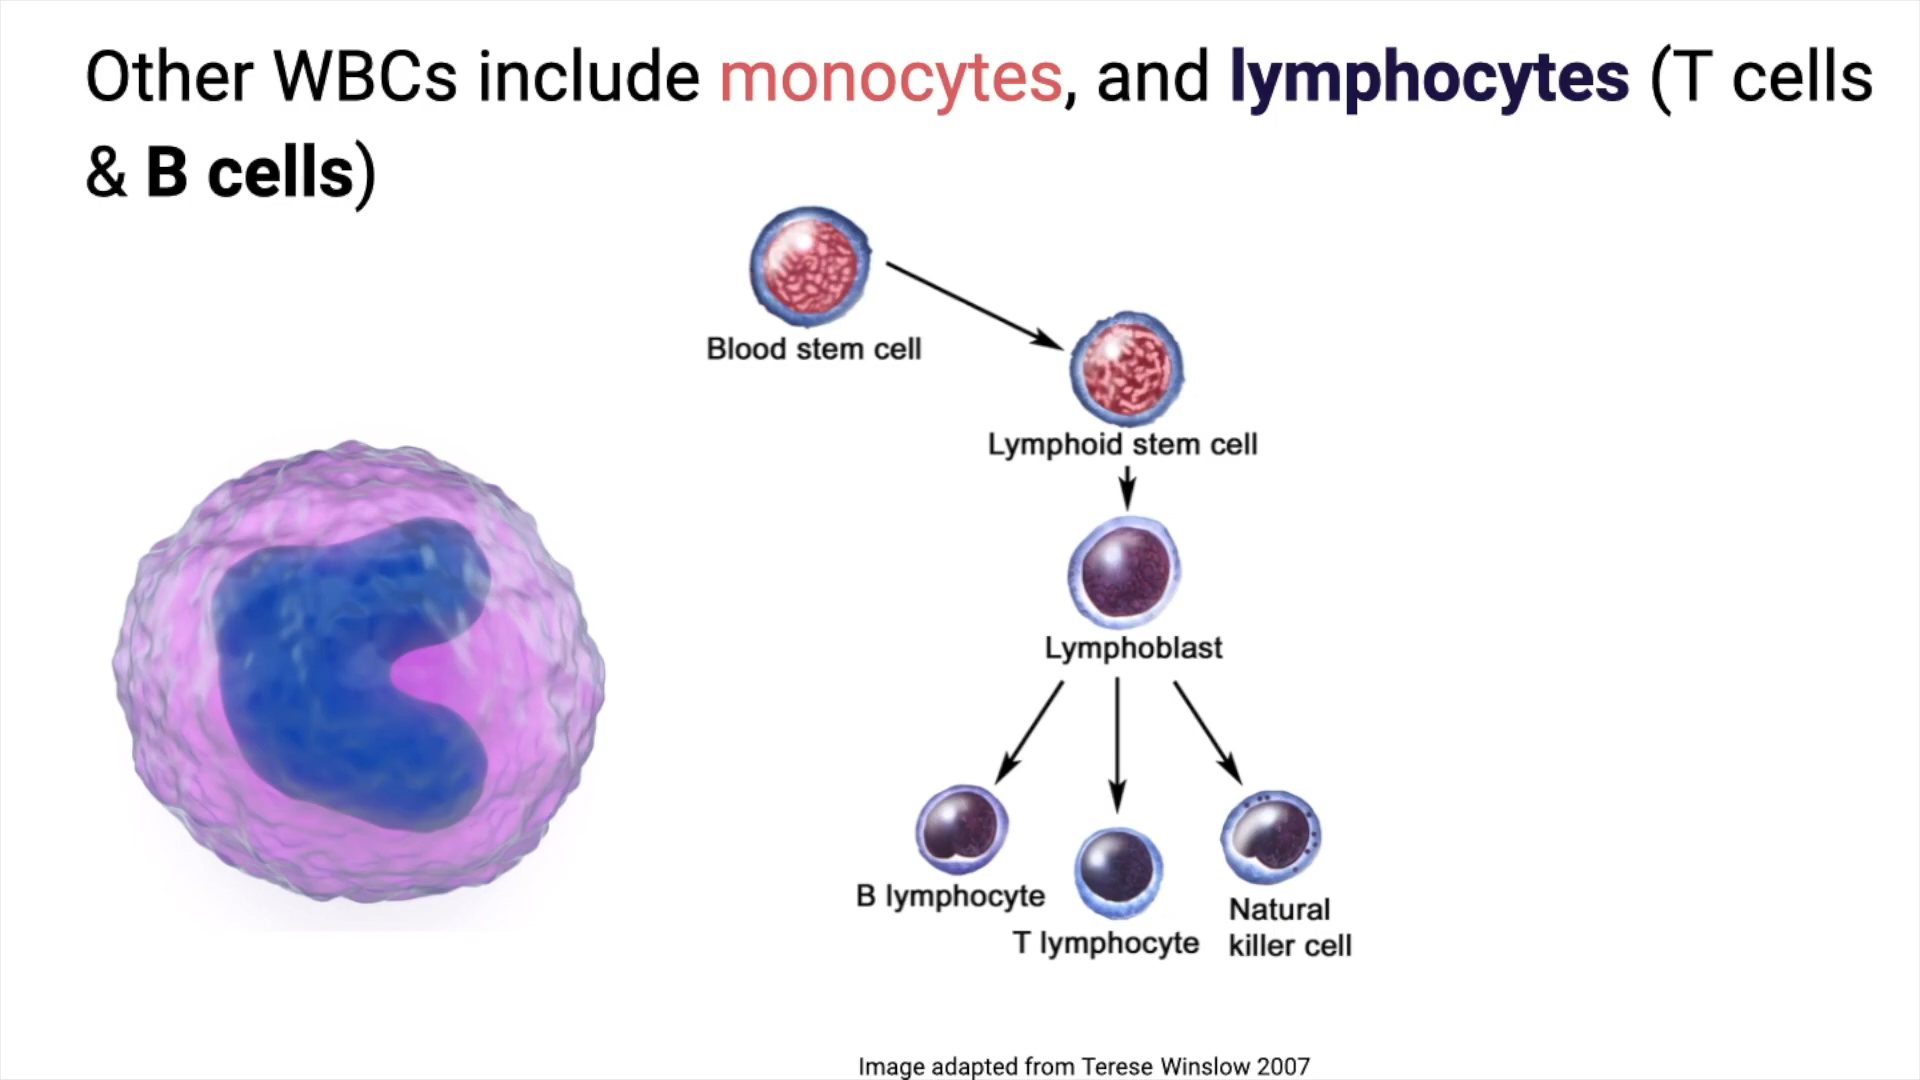 Other WBCs include monocytes, and lymphocytes (T cells
& B cells)
Blood stem cell
Lymphoid stem cell
Lymphoblast
B lymphocyte
T lymphocyte
Natural
killer cell
Image adapted from Terese Winslow 2007